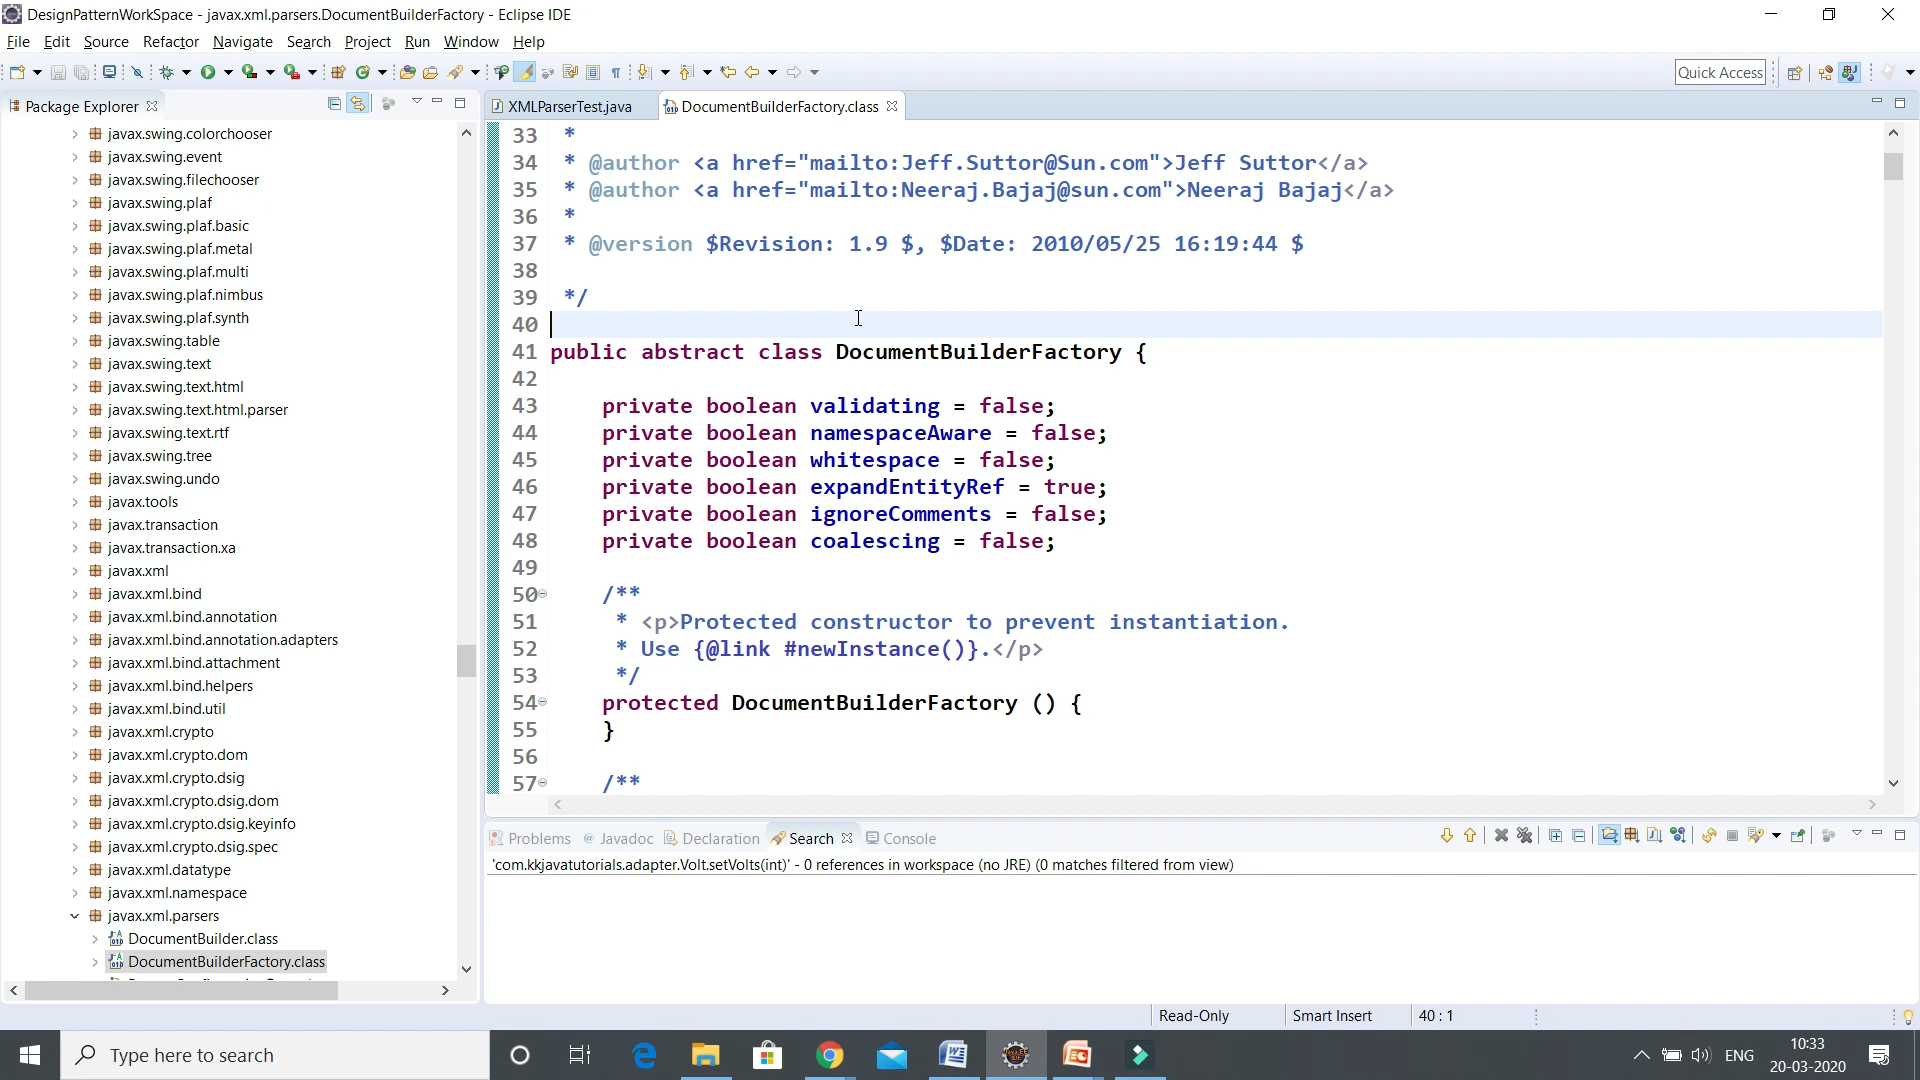 DesignPatternWorkSpace - javax.xml.parsers.DocumentBuilderFactory - Eclipse IDE
File Edit Source Refactor Navigate Search Project Run Window Help
Quick Access
Package Explorer
XMLParserTest.java DocumentBuilderFactory.class
javax.swing.colorchooser
javax.swing.event
javax.swing.filechooser
javax.swing.plaf
javax.swing.plaf.basic
javax.swing.plaf.metal
javax.swing.plaf.multi
javax.swing.plaf.nimbus
javax.swing.plaf.synth
javax.swing.table
javax.swing.text
javax.swing.text.html
javax.swing.text.html.parser
javax.swing.text.rtf
javax.swing.tree
javax.swing.undo
javax.tools
javax.transaction
javax.transaction.xa
javax.xml
javax.xml.bind
javax.xml.bind.annotation
javax.xml.bind.annotation.adapters
javax.xml.bind.attachment
javax.xml.bind.helpers
javax.xml.bind.util
javax.xml.crypto
javax.xml.crypto.dom
javax.xml.crypto.dsig
javax.xml.crypto.dsig.dom
javax.xml.crypto.dsig.keyinfo
javax.xml.crypto.dsig.spec
javax.xml.datatype
javax.xml.namespace
javax.xml.parsers
DocumentBuilder.class
DocumentBuilderFactory.class
33 *
34 * @author <a href="mailto:Jeff.Suttor@Sun.com">Jeff Suttor</a>
35 * @author <a href="mailto:Neeraj.Bajaj@sun.com">Neeraj Bajaj</a>
36 *
37 * @version $Revision: 1.9 $, $Date: 2010/05/25 16:19:44 $
38
39 */
40
41 public abstract class DocumentBuilderFactory {
42
43 private boolean validating = false;
44 private boolean namespaceAware = false;
45 private boolean whitespace = false;
46 private boolean expandEntityRef = true;
47 private boolean ignoreComments = false;
48 private boolean coalescing = false;
49
50 /**
51 * <p>Protected constructor to prevent instantiation.
52 * Use {@link #newInstance()}.</p>
53 */
54 protected DocumentBuilderFactory () {
55 }
56
57 /**
Problems Javadoc Declaration Search Console
'com.kkjavatutorials.adapter.Volt.setVolts(int)' - 0 references in workspace (no JRE) (0 matches filtered from view)
Read-Only Smart Insert 40 : 1
Type here to search
ENG
10:33
20-03-2020